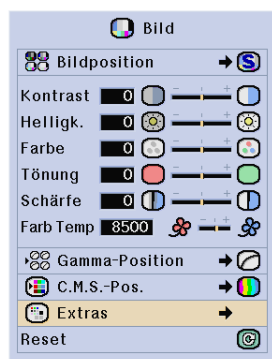 Bild
Bildposition S
Kontrast 0 - +
Helligk. 0 - +
Farbe 0 - +
Tönung 0 - +
Schärfe 0 - +
Farb Temp 8500 - +
Gamma-Position
C.M.S.-Pos.
Extras
Reset